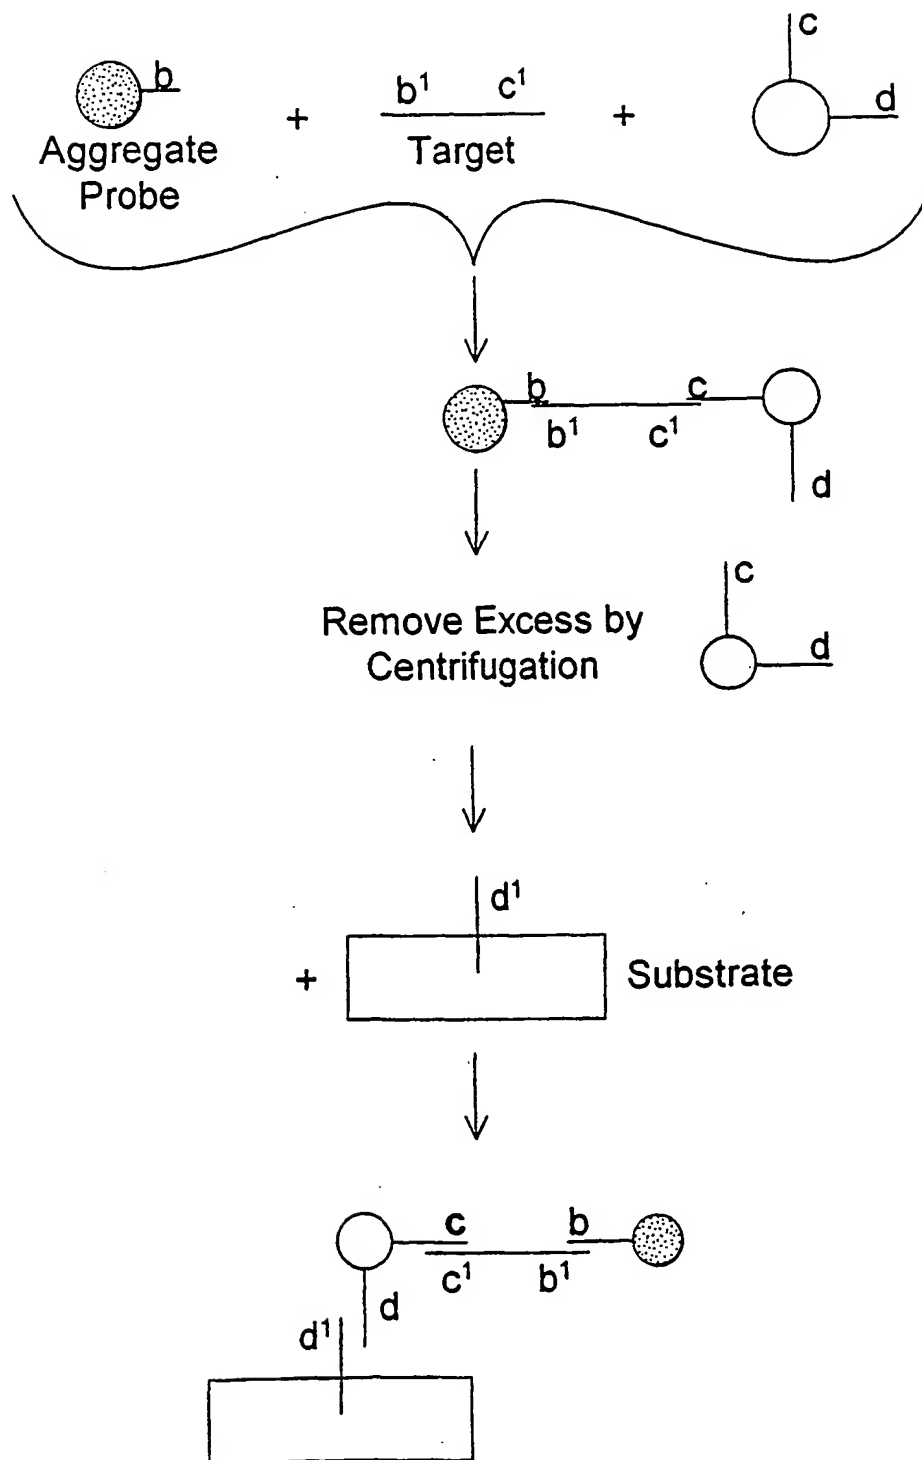 c
b
b¹ c¹
d
+
+
Aggregate
Probe
Target
b
c
b¹
c¹
d
c
Remove Excess by
Centrifugation
d
d¹
+
Substrate
c
b
c¹
b¹
d
d¹